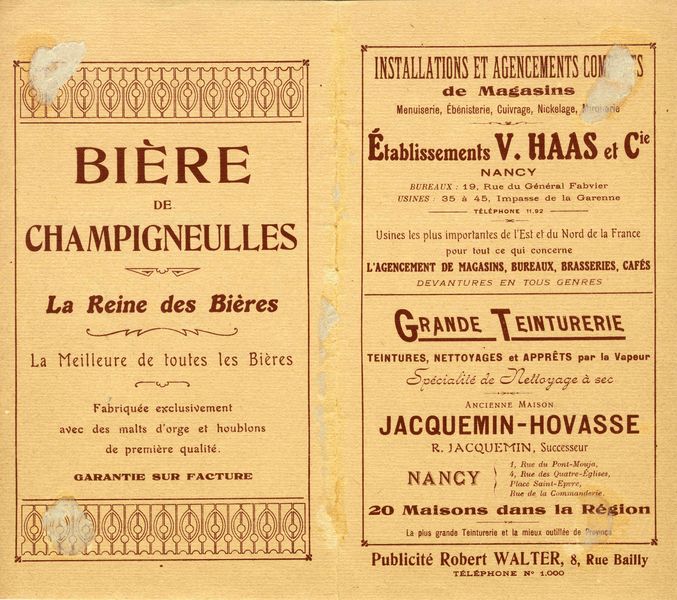 BIÈRE
DE
CHAMPIGNEULLES
La Reine des Bières
La Meilleure de toutes les Bières
Fabriquée exclusivement
avec des malts d'orge et houblons
de première qualité.
GARANTIE SUR FACTURE
INSTALLATIONS ET AGENCEMENTS
de Magasins
Menuiserie, Ébénisterie, Cuivrage, Nickelage,
Établissements V. HAAS et Cie
NANCY
BUREAUX : 19, Rue du Général Fabvier
USINES : 35 à 45, Impasse de la Garenne
TÉLÉPHONE 11.92
Usines les plus importantes de l'Est et du Nord de la France
pour tout ce qui concerne
L'AGENCEMENT DE MAGASINS, BUREAUX, BRASSERIES, CAFÉS
DEVANTURES EN TOUS GENRES
GRANDE TEINTURERIE
TEINTURES, NETTOYAGES et APPRÊTS par la Vapeur
Spécialité de Nettoyage à sec
ANCIENNE MAISON
JACQUEMIN-HOVASSE
R. JACQUEMIN, Successeur
NANCY
1, Rue du Pont-Mouja,
4, Rue des Quatre-Églises,
Place Saint-Epvre,
Rue de la Commanderie.
20 Maisons dans la Région
La plus grande Teinturerie et la mieux outillée de Province
Publicité Robert WALTER, 8, Rue Bailly
TÉLÉPHONE N° 1.000